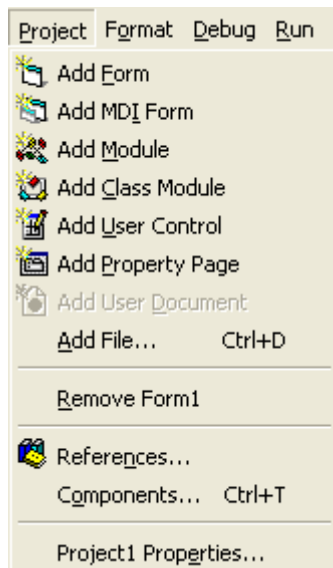 Project Format Debug Run
Add Form
Add MDI Form
Add Module
Add Class Module
Add User Control
Add Property Page
Add User Document
Add File... Ctrl+D
Remove Form1
References...
Components... Ctrl+T
Project1 Properties...